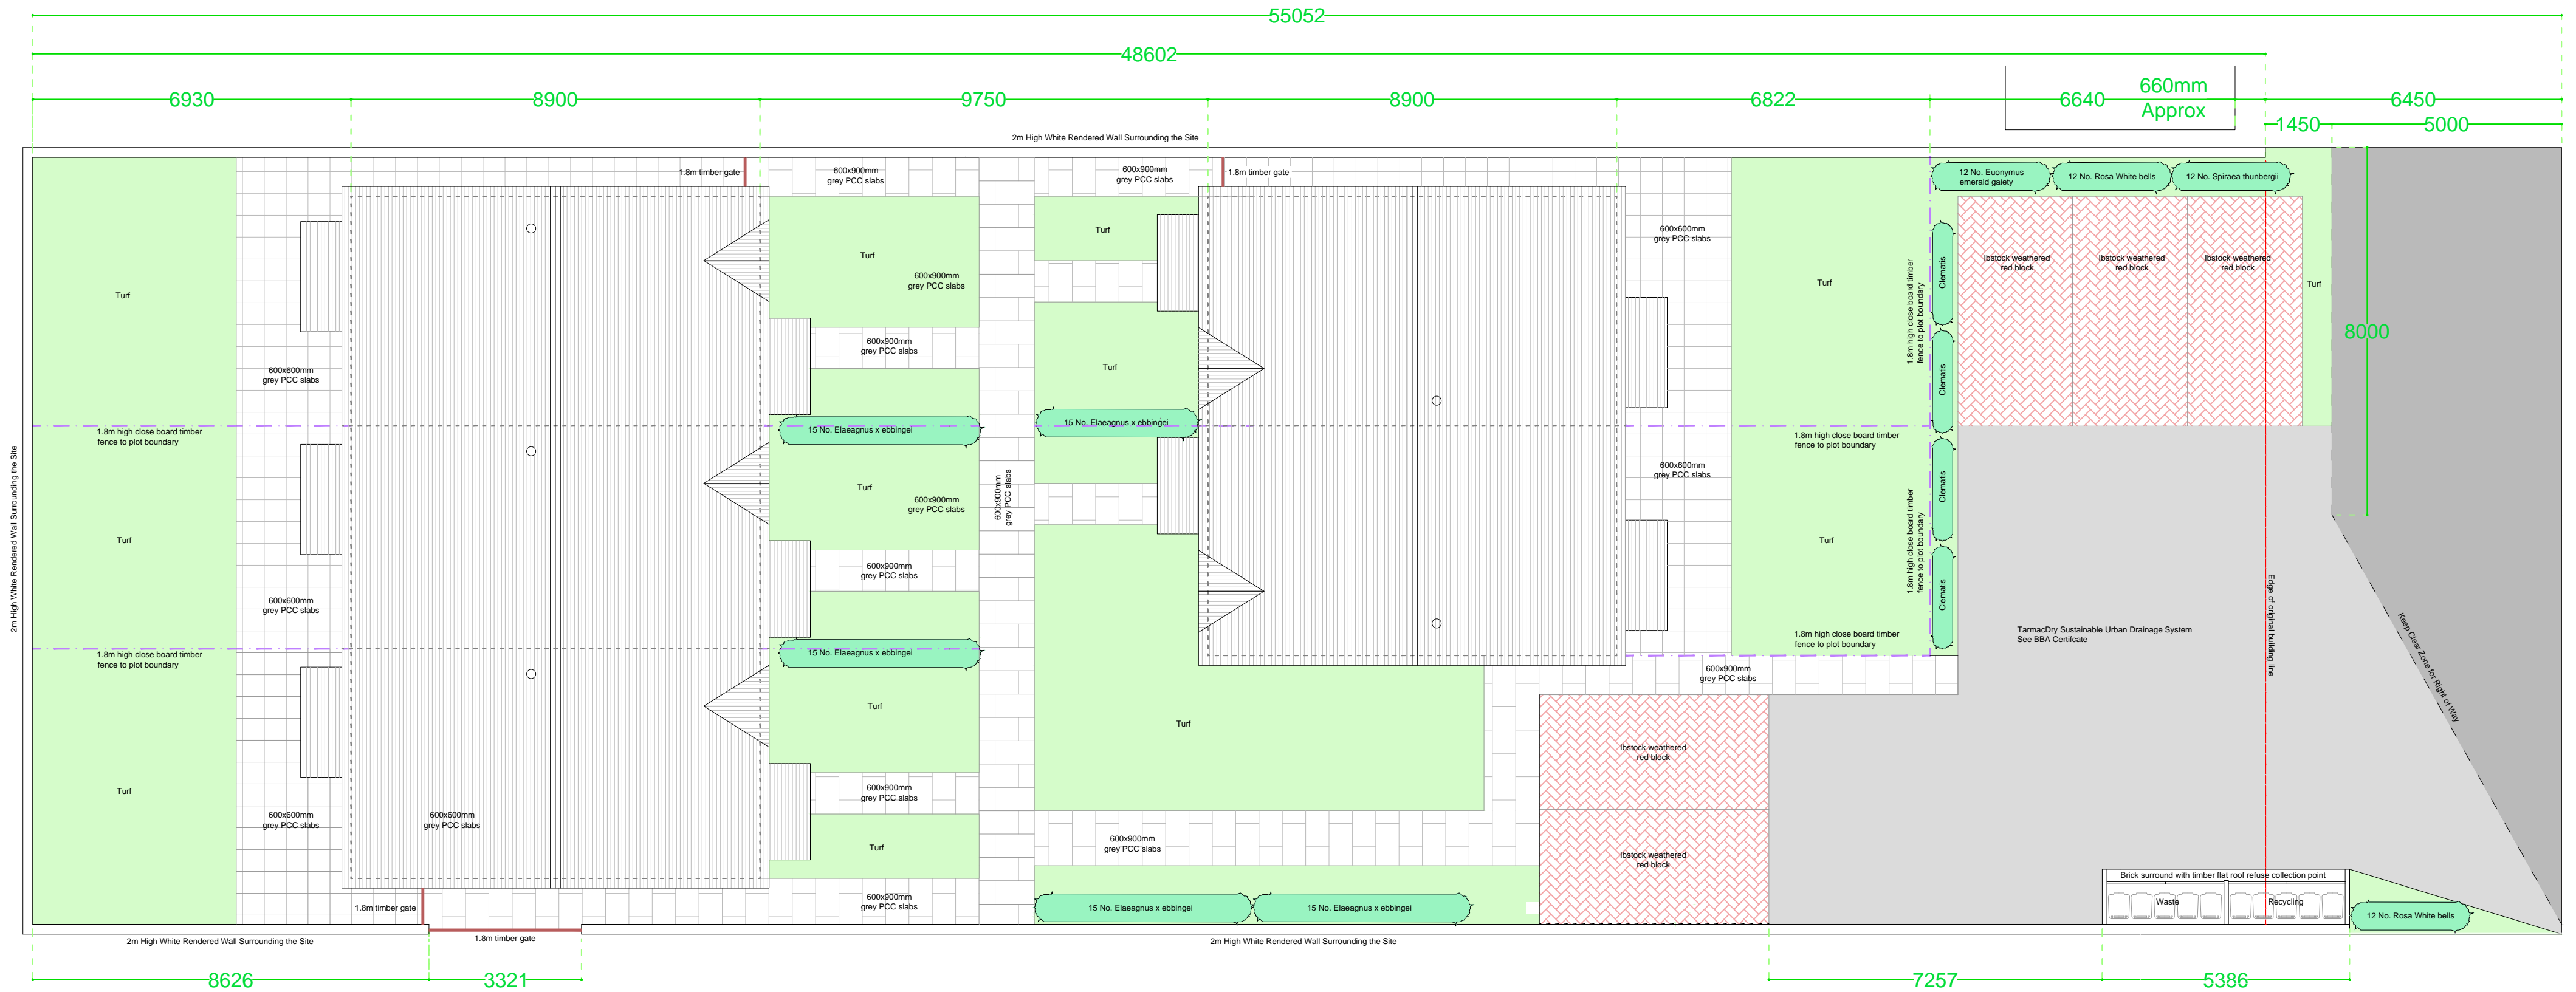 55052
48602
6930
8900
9750
8900
6822
6640
660mm
Approx
6450
1450
5000
2m High White Rendered Wall Surrounding the Site
1.8m timber gate
600x900mm
grey PCC slabs
600x900mm
grey PCC slabs
1.8m timber gate
12 No. Euonymus
emerald gaiety
12 No. Rosa White bells
12 No. Spiraea thunbergii
Turf
Turf
600x900mm
grey PCC slabs
Turf
600x600mm
grey PCC slabs
Turf
1.8m high close board timber
fence to plot boundary
Clematis
Ibstock weathered
red block
Ibstock weathered
red block
Ibstock weathered
red block
Turf
8000
600x600mm
grey PCC slabs
600x900mm
grey PCC slabs
Turf
Clematis
1.8m high close board timber
fence to plot boundary
15 No. Elaeagnus x ebbingei
15 No. Elaeagnus x ebbingei
1.8m high close board timber
fence to plot boundary
2m High White Rendered Wall Surrounding the Site
Turf
Turf
600x900mm
grey PCC slabs
600x900mm
grey PCC slabs
600x600mm
grey PCC slabs
Turf
1.8m high close board timber
fence to plot boundary
Clematis
Clematis
600x600mm
grey PCC slabs
600x900mm
grey PCC slabs
1.8m high close board timber
fence to plot boundary
15 No. Elaeagnus x ebbingei
1.8m high close board timber
fence to plot boundary
TarmacDry Sustainable Urban Drainage System
See BBA Certifcate
Edge of original building line
Keep Clear Zone for Right of Way
600x900mm
grey PCC slabs
Turf
Turf
Turf
Ibstock weathered
red block
600x900mm
grey PCC slabs
600x600mm
grey PCC slabs
600x600mm
grey PCC slabs
Turf
600x900mm
grey PCC slabs
Ibstock weathered
red block
Brick surround with timber flat roof refuse collection point
Waste
Recycling
1.8m timber gate
600x900mm
grey PCC slabs
15 No. Elaeagnus x ebbingei
15 No. Elaeagnus x ebbingei
12 No. Rosa White bells
2m High White Rendered Wall Surrounding the Site
1.8m timber gate
2m High White Rendered Wall Surrounding the Site
8626
3321
7257
5386